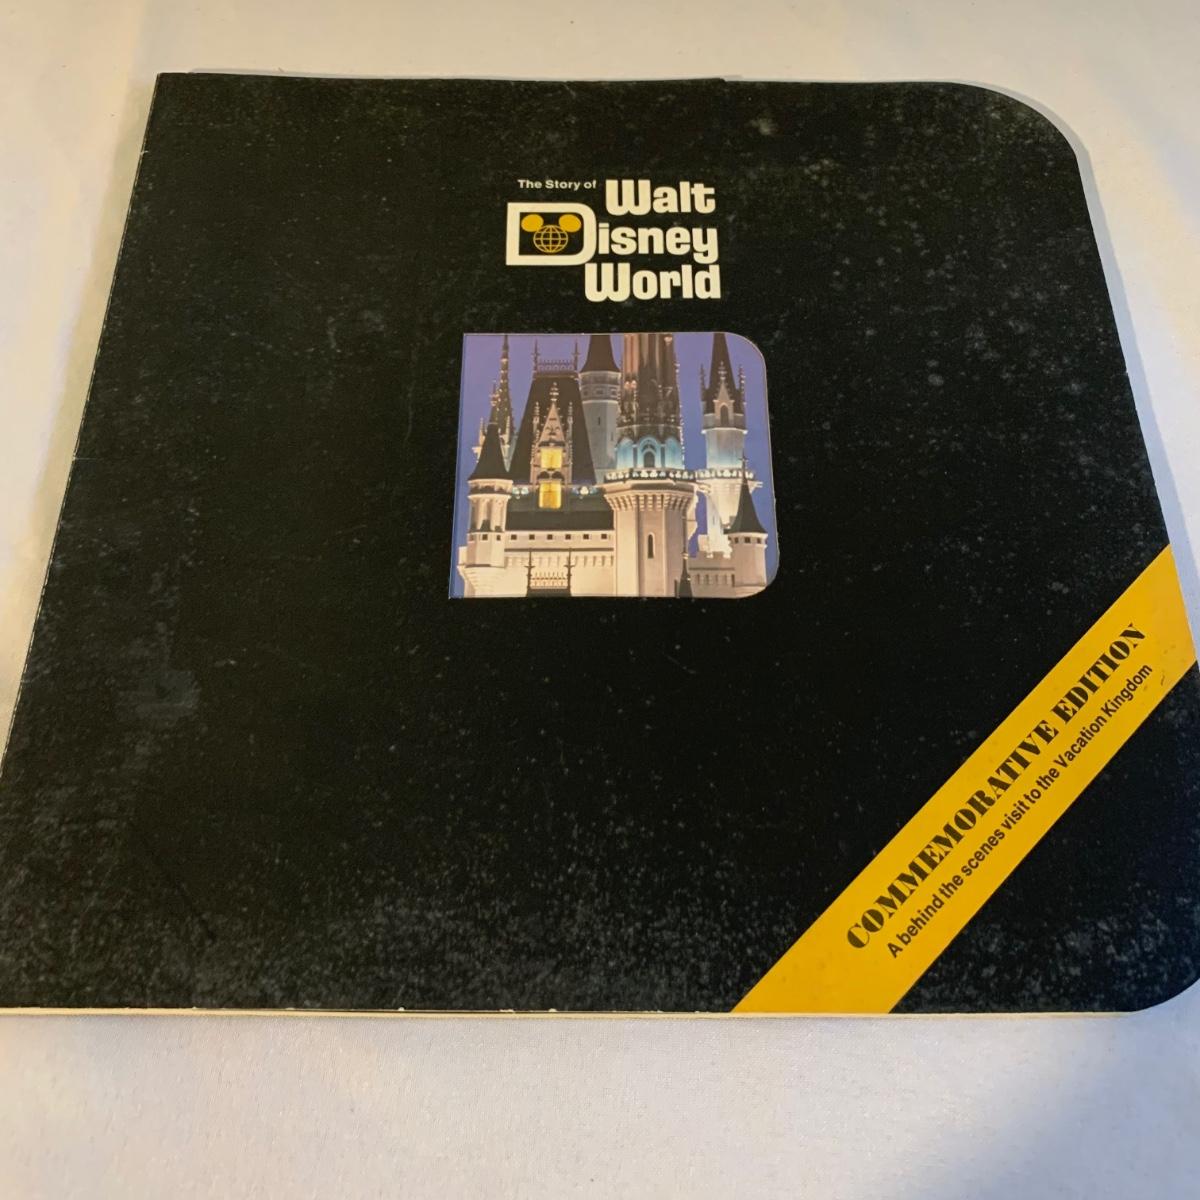 The Story of Walt
Disney
World
COMMEMORATIVE EDITION
A behind the scenes visit to the Vacation Kingdom